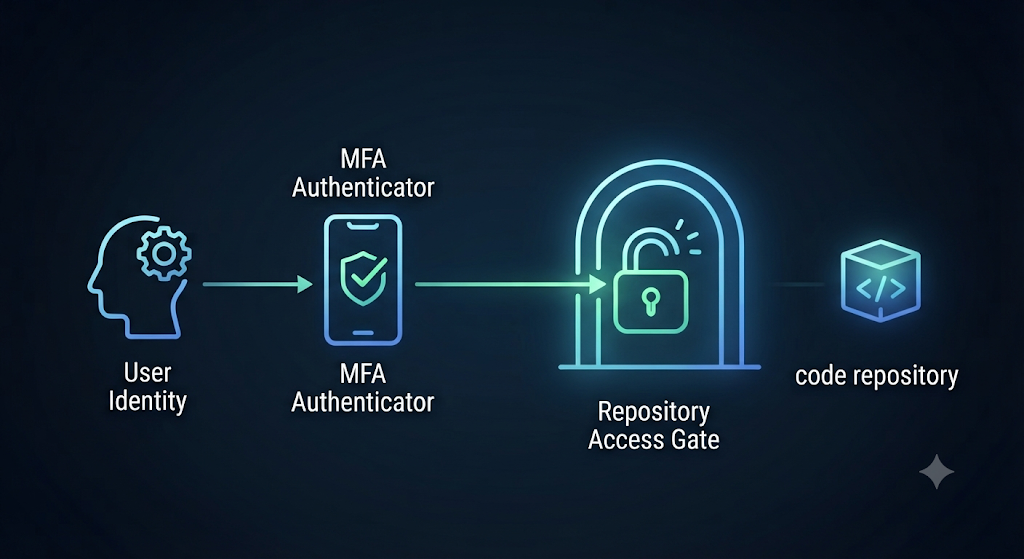 MFA
Authenticator
User
Identity
MFA
Authenticator
Repository
Access Gate
code repository